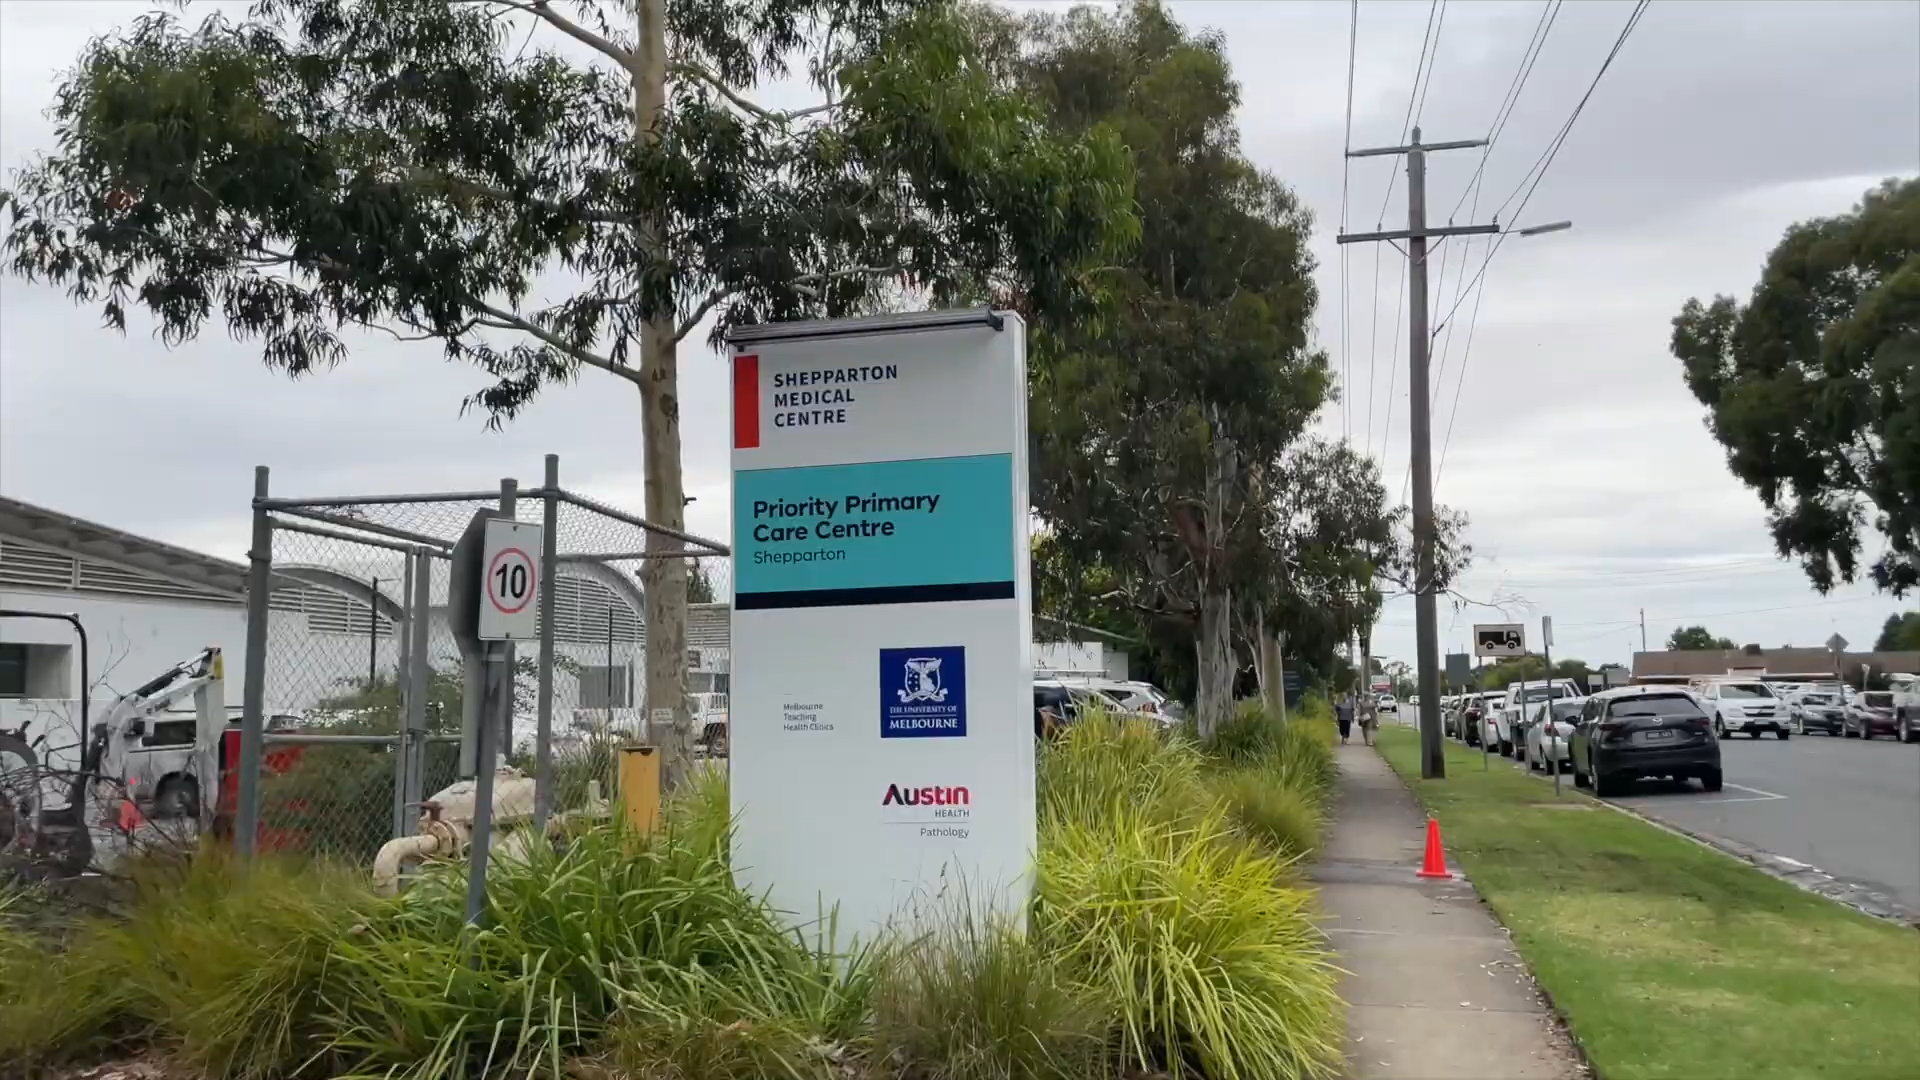 SHEPPARTON
MEDICAL
CENTRE
Priority Primary
Care Centre
Shepparton
10
Melbourne
Teaching
Health Clinics
THE UNIVERSITY OF
MELBOURNE
Austin
HEALTH
Pathology